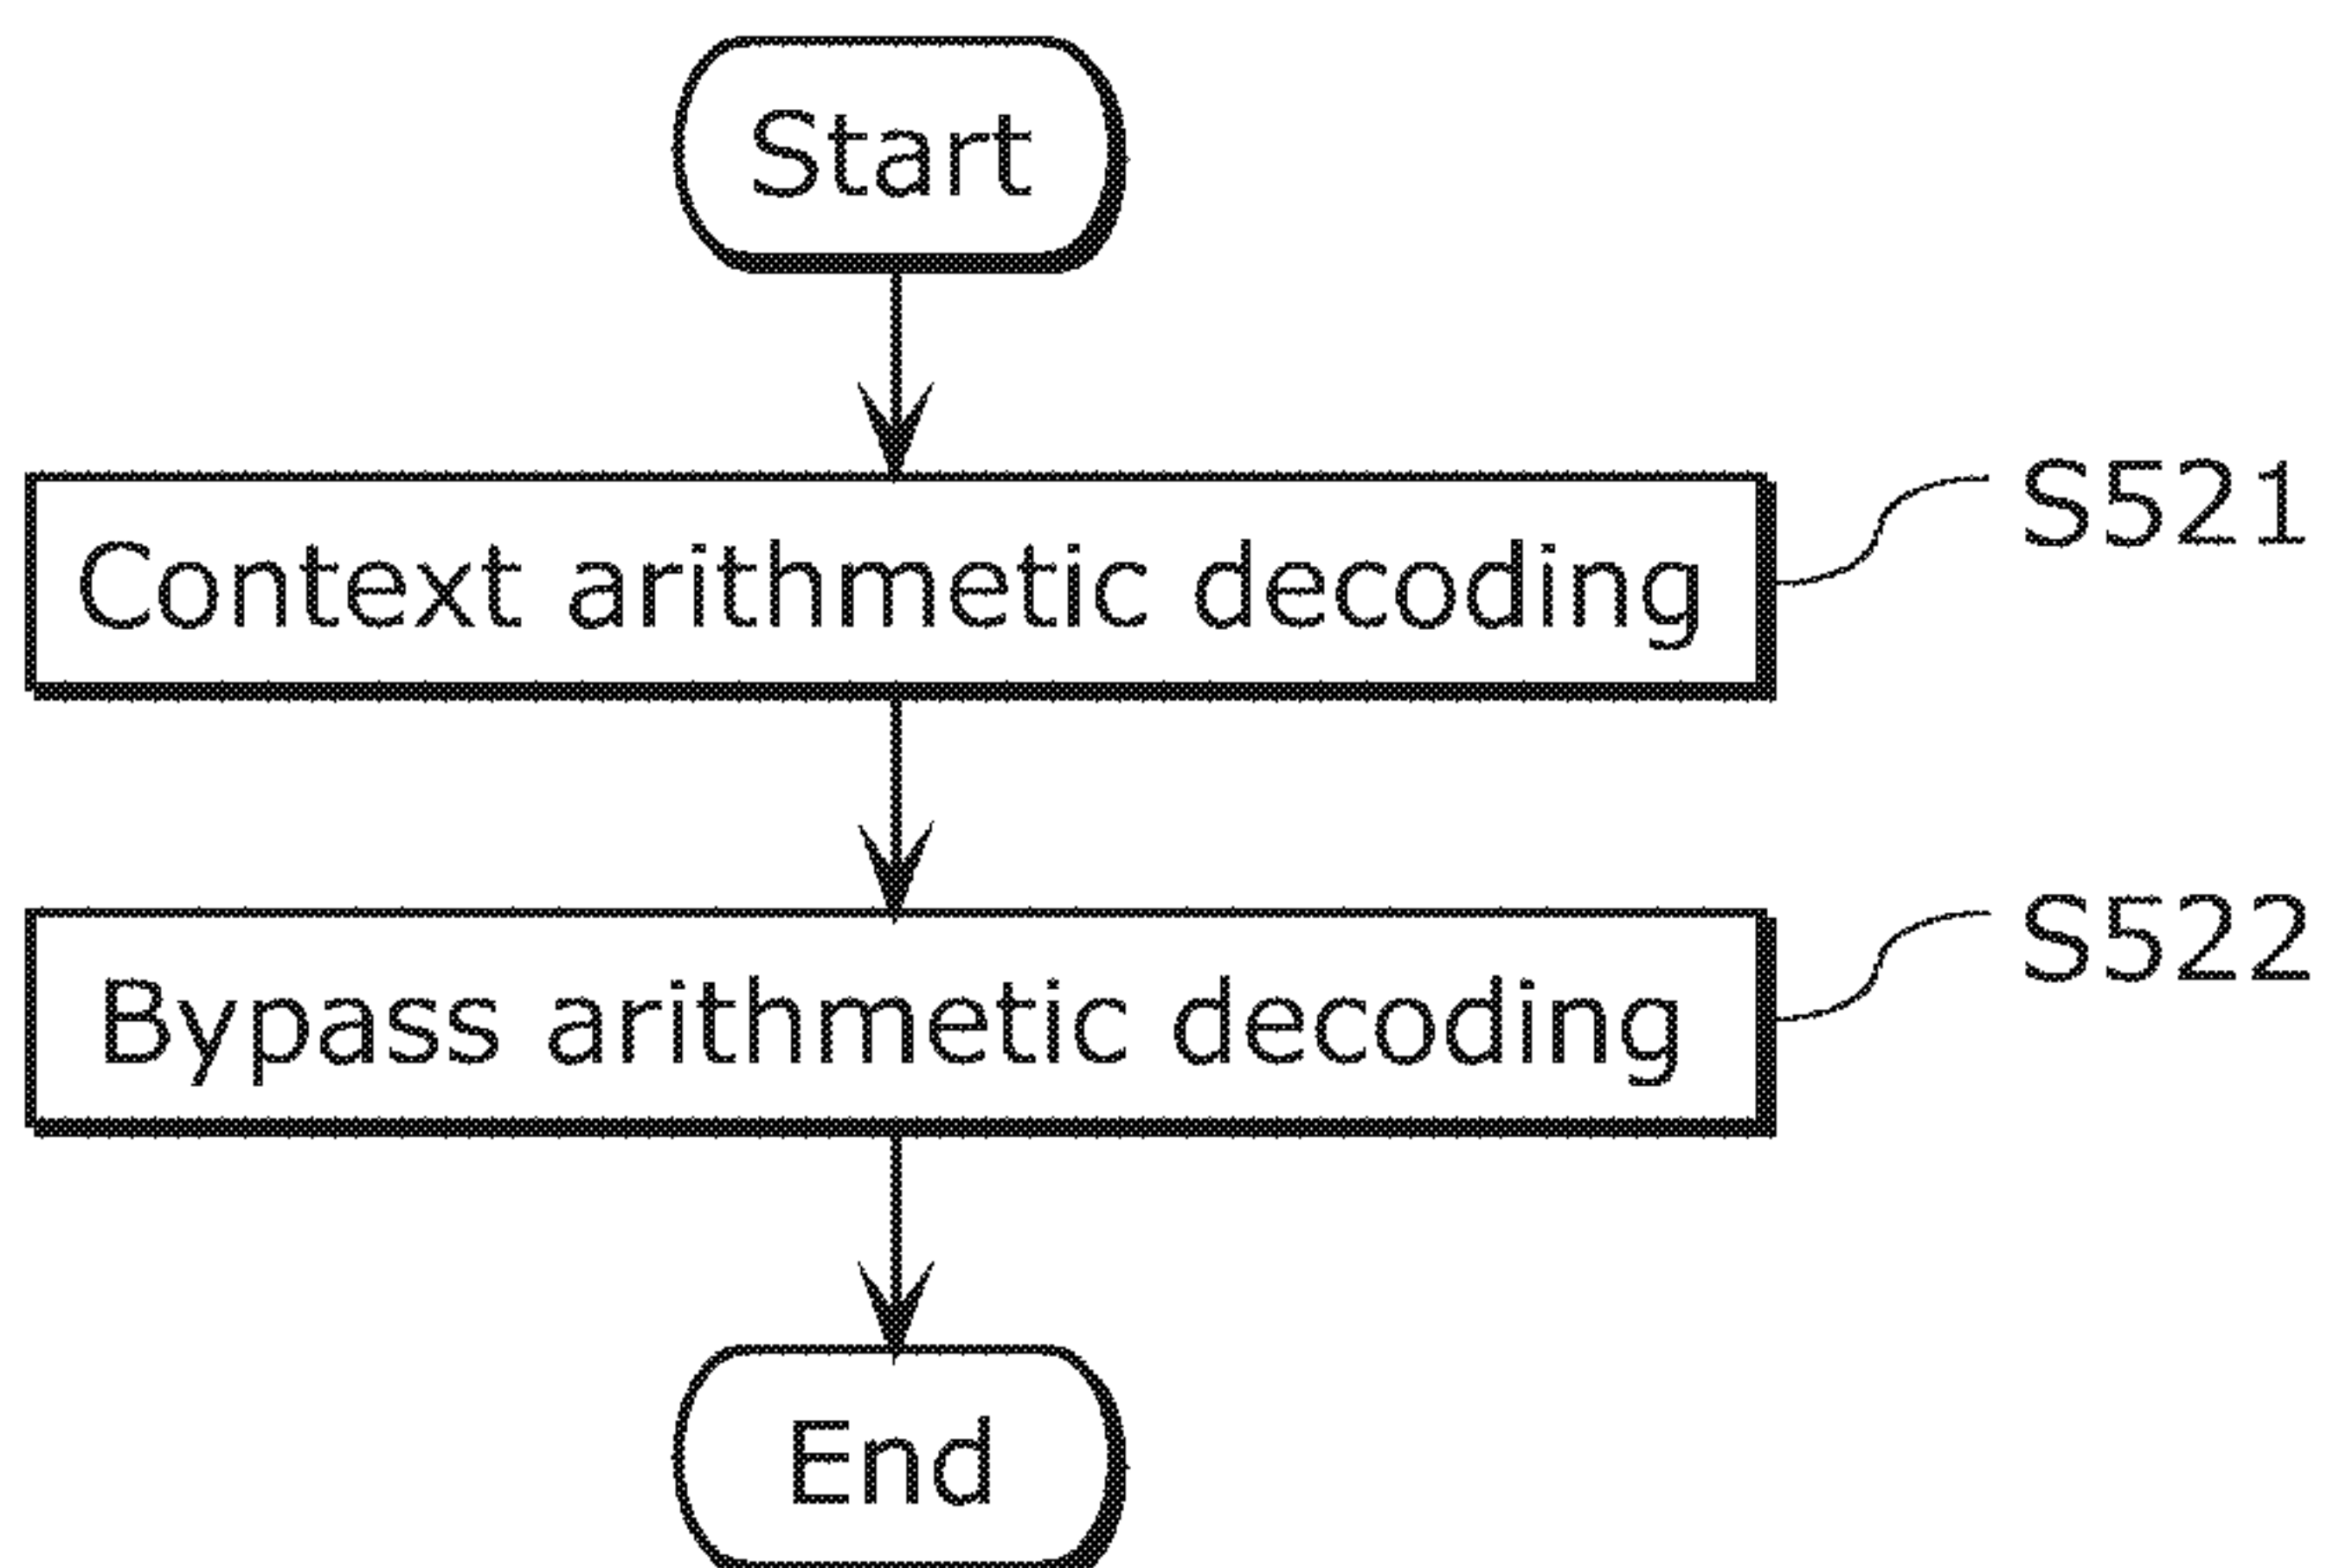 Start
Context arithmetic decoding
S521
Bypass arithmetic decoding
S522
End